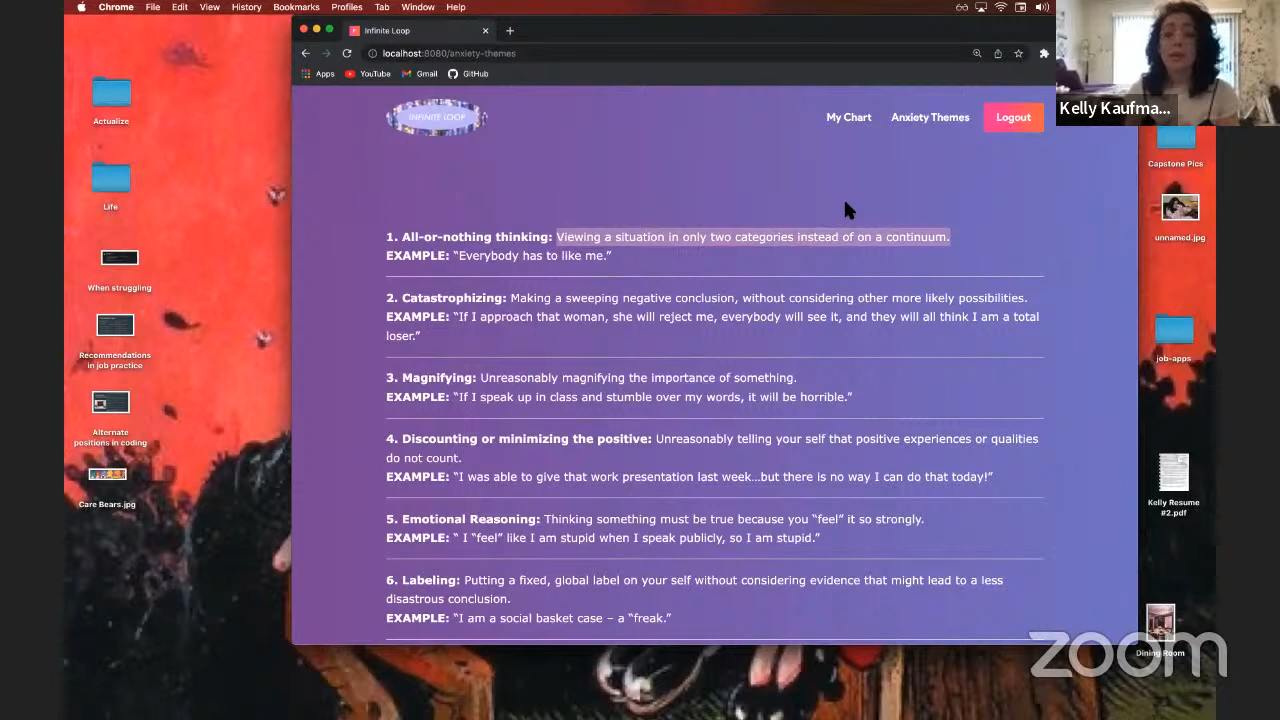 Chrome File Edit View History Bookmarks Profiles Tab Window Help
Infinite Loop
localhost:8080/anxiety-themes
Apps YouTube Gmail GitHub
Kelly Kaufma...
INFINITE LOOP
My Chart Anxiety Themes Logout
1. All-or-nothing thinking: Viewing a situation in only two categories instead of on a continuum.
EXAMPLE: “Everybody has to like me.”
2. Catastrophizing: Making a sweeping negative conclusion, without considering other more likely possibilities.
EXAMPLE: “If I approach that woman, she will reject me, everybody will see it, and they will all think I am a total
loser.”
3. Magnifying: Unreasonably magnifying the importance of something.
EXAMPLE: “If I speak up in class and stumble over my words, it will be horrible.”
4. Discounting or minimizing the positive: Unreasonably telling your self that positive experiences or qualities
do not count.
EXAMPLE: “I was able to give that work presentation last week…but there is no way I can do that today!”
5. Emotional Reasoning: Thinking something must be true because you “feel” it so strongly.
EXAMPLE: “ I “feel” like I am stupid when I speak publicly, so I am stupid.”
6. Labeling: Putting a fixed, global label on your self without considering evidence that might lead to a less
disastrous conclusion.
EXAMPLE: “I am a social basket case – a “freak.”
Actualize
Life
When struggling
Recommendations
in job practice
Alternate
positions in coding
Care Bears.jpg
Capstone Pics
unnamed.jpg
job-apps
Kelly Resume
#2.pdf
Dining Room
zoom